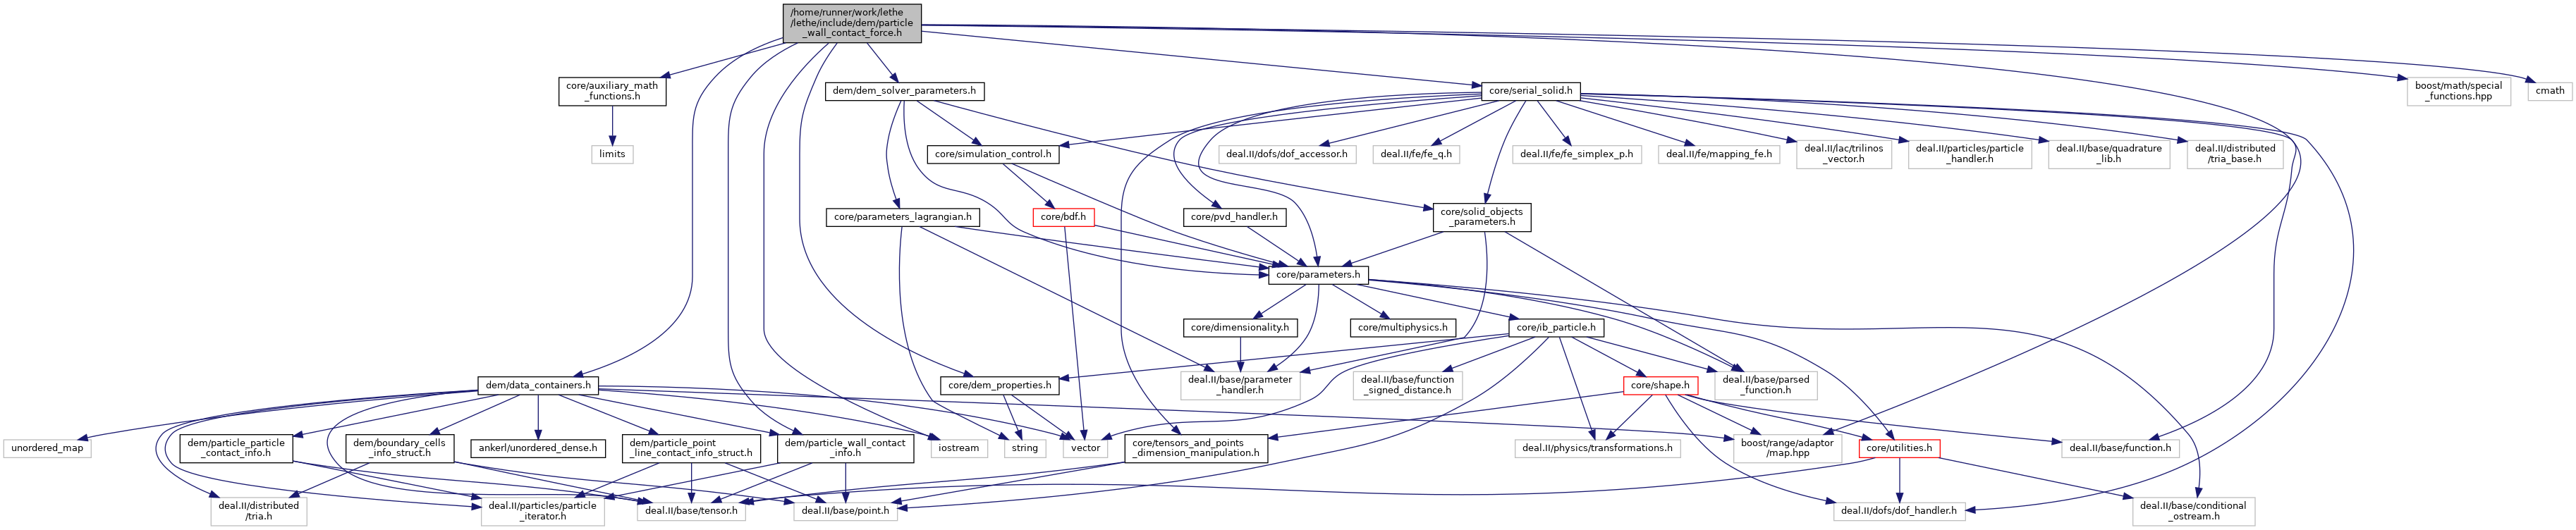 /home/runner/work/lethe
/lethe/include/dem/particle
_wall_contact_force.h
core/auxiliary_math
_functions.h
dem/dem_solver_parameters.h
core/serial_solid.h
boost/math/special
_functions.hpp
cmath
limits
core/simulation_control.h
deal.II/dofs/dof_accessor.h
deal.II/fe/fe_q.h
deal.II/fe/fe_simplex_p.h
deal.II/fe/mapping_fe.h
deal.II/lac/trilinos
_vector.h
deal.II/particles/particle
_handler.h
deal.II/base/quadrature
_lib.h
deal.II/distributed
/tria_base.h
core/parameters_lagrangian.h
core/bdf.h
core/pvd_handler.h
core/solid_objects
_parameters.h
core/parameters.h
core/dimensionality.h
core/multiphysics.h
core/ib_particle.h
dem/data_containers.h
core/dem_properties.h
deal.II/base/parameter
_handler.h
deal.II/base/function
_signed_distance.h
core/shape.h
deal.II/base/parsed
_function.h
unordered_map
dem/particle_particle
_contact_info.h
dem/boundary_cells
_info_struct.h
ankerl/unordered_dense.h
dem/particle_point
_line_contact_info_struct.h
dem/particle_wall_contact
_info.h
iostream
string
vector
core/tensors_and_points
_dimension_manipulation.h
deal.II/physics/transformations.h
boost/range/adaptor
/map.hpp
core/utilities.h
deal.II/base/function.h
deal.II/distributed
/tria.h
deal.II/particles/particle
_iterator.h
deal.II/base/tensor.h
deal.II/base/point.h
deal.II/dofs/dof_handler.h
deal.II/base/conditional
_ostream.h